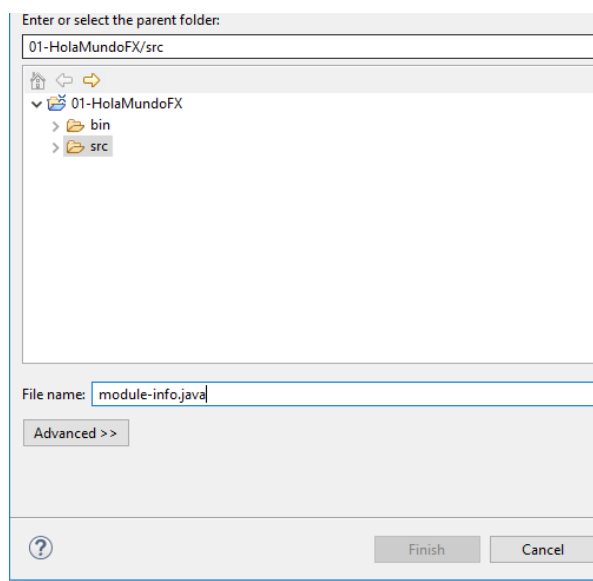 Enter or select the parent folder:
01-HolaMundoFX/src
01-HolaMundoFX
bin
src
File name: module-info.java
Advanced >>
? Finish Cancel